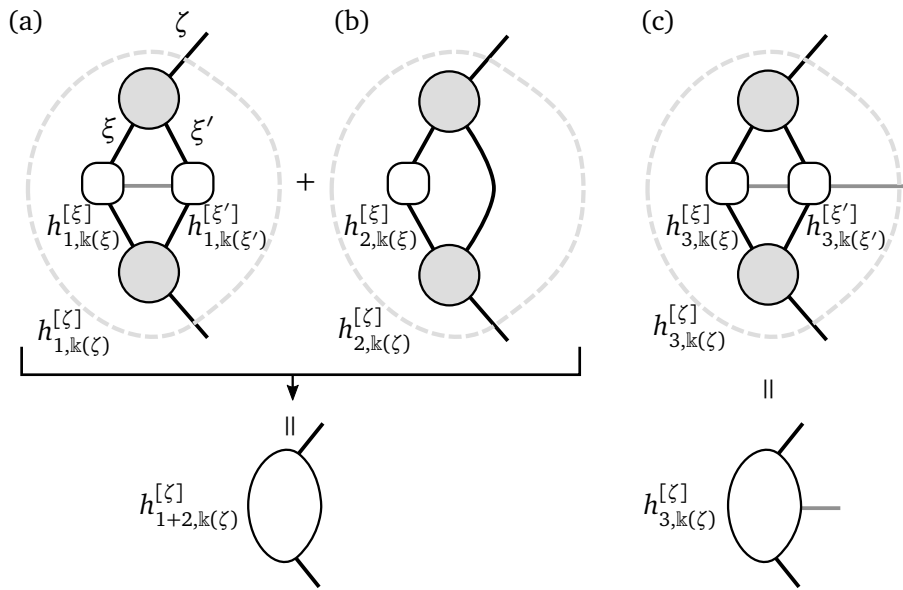 (a) ζ (b) (c)
ξ ξ′
+
h^{[ξ]}_{1,𝕜(ξ)} h^{[ξ′]}_{1,𝕜(ξ′)} h^{[ξ]}_{2,𝕜(ξ)} h^{[ξ]}_{3,𝕜(ξ)} h^{[ξ′]}_{3,𝕜(ξ′)}
h^{[ζ]}_{1,𝕜(ζ)} h^{[ζ]}_{2,𝕜(ζ)} h^{[ζ]}_{3,𝕜(ζ)}
= =
h^{[ζ]}_{1+2,𝕜(ζ)} h^{[ζ]}_{3,𝕜(ζ)}